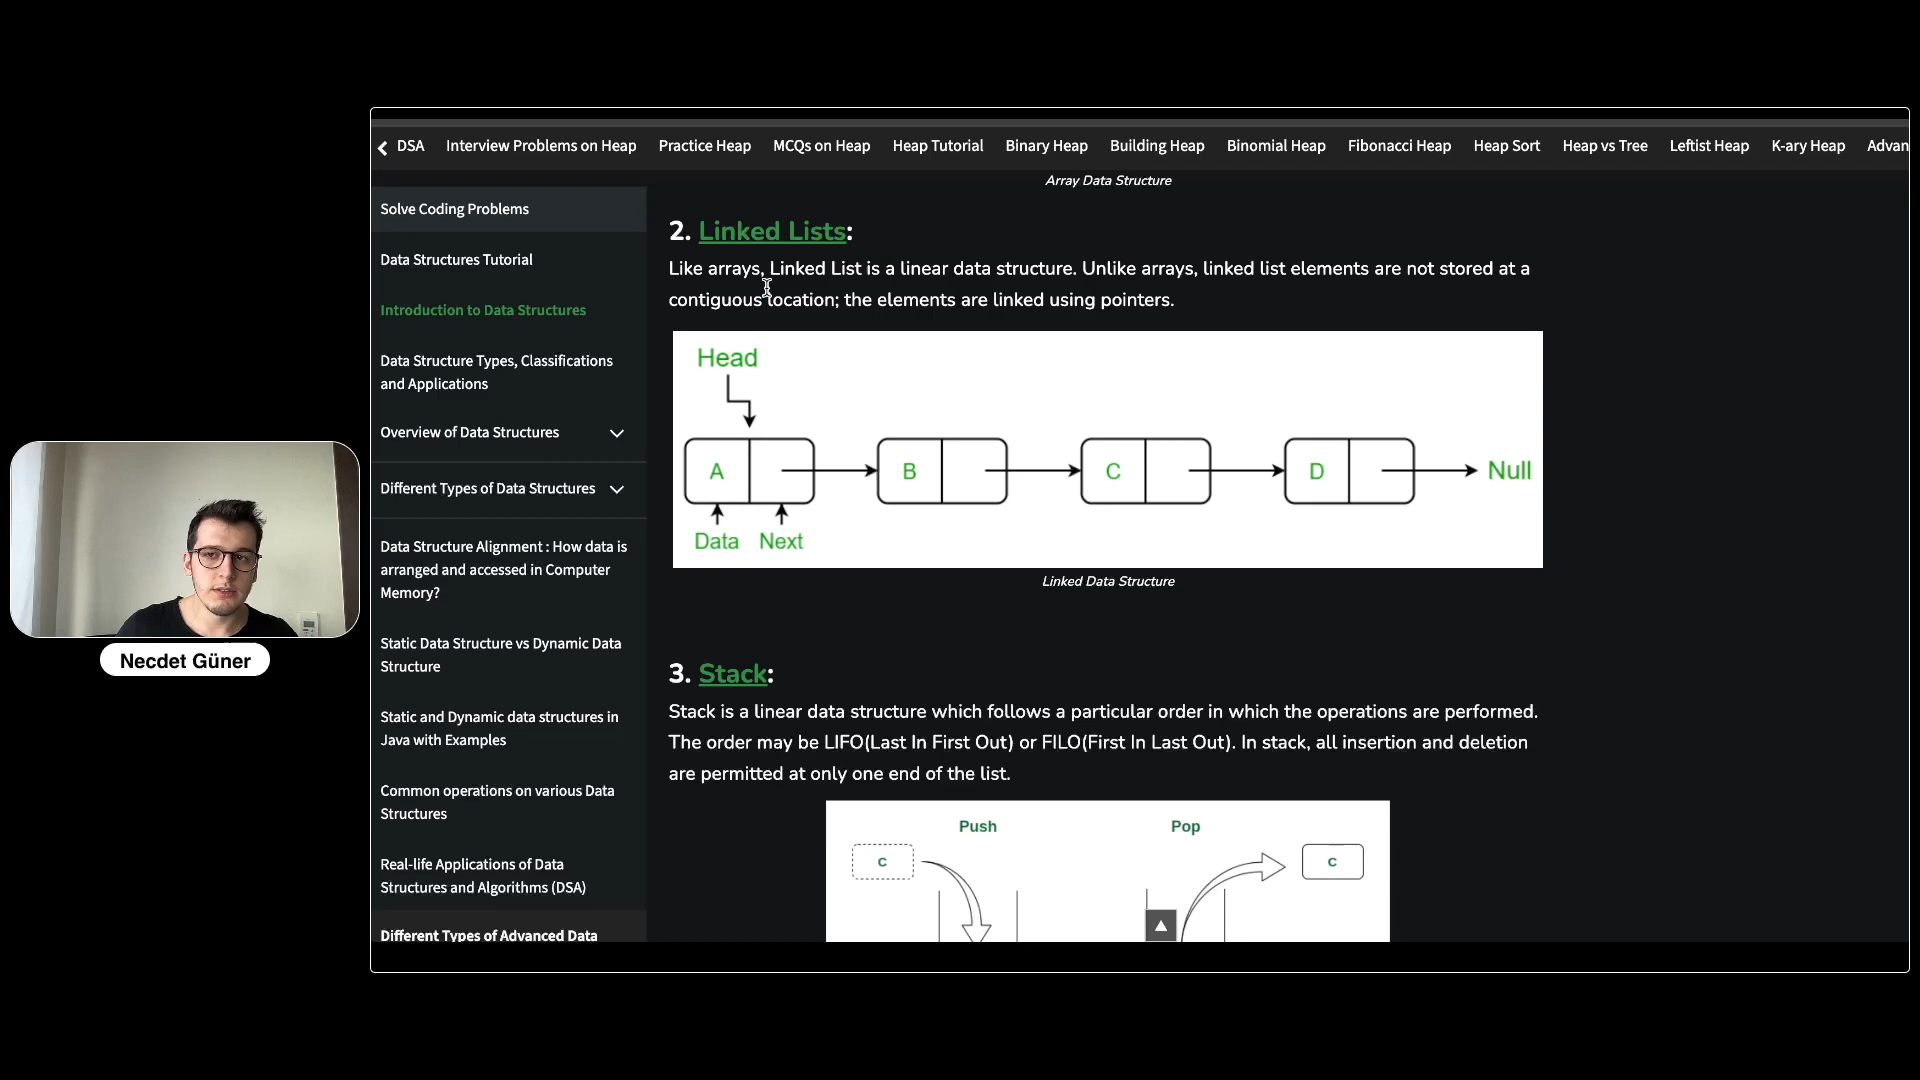 DSA Interview Problems on Heap Practice Heap MCQs on Heap Heap Tutorial Binary Heap Building Heap Binomial Heap Fibonacci Heap Heap Sort Heap vs Tree Leftist Heap K-ary Heap Advan
Solve Coding Problems
Data Structures Tutorial
Introduction to Data Structures
Data Structure Types, Classifications
and Applications
Overview of Data Structures
Different Types of Data Structures
Data Structure Alignment : How data is
arranged and accessed in Computer
Memory?
Static Data Structure vs Dynamic Data
Structure
Static and Dynamic data structures in
Java with Examples
Common operations on various Data
Structures
Real-life Applications of Data
Structures and Algorithms (DSA)
Different Types of Advanced Data
Array Data Structure
2. Linked Lists:
Like arrays, Linked List is a linear data structure. Unlike arrays, linked list elements are not stored at a
contiguous location; the elements are linked using pointers.
Head
A B C D Null
Data Next
Linked Data Structure
3. Stack:
Stack is a linear data structure which follows a particular order in which the operations are performed.
The order may be LIFO(Last In First Out) or FILO(First In Last Out). In stack, all insertion and deletion
are permitted at only one end of the list.
Push Pop
C C
Necdet Güner